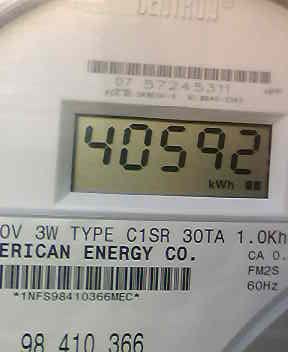 CENTRON®
07 57245311
40592
kWh
0V 3W TYPE C1SR 30TA 1.0Kh
ERICAN ENERGY CO.
CA 0.
FM2S
60Hz
*1NFS98410366MEC*
98 410 366